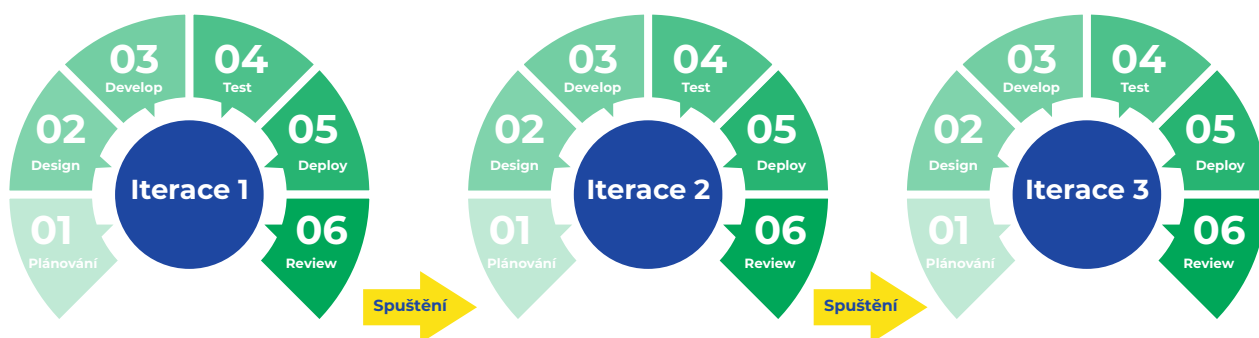 03
Develop
04
Test
02
Design
05
Deploy
Iterace 1
01
Plánování
06
Review
Spuštění
03
Develop
04
Test
02
Design
05
Deploy
Iterace 2
01
Plánování
06
Review
Spuštění
03
Develop
04
Test
02
Design
05
Deploy
Iterace 3
01
Plánování
06
Review